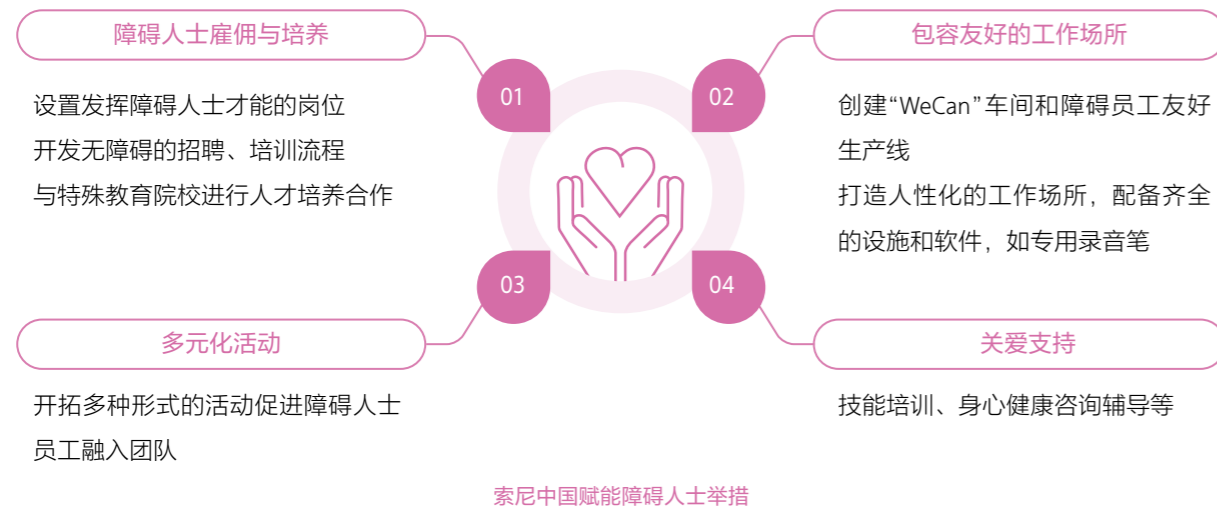 障碍人士雇佣与培养
01
设置发挥障碍人士才能的岗位
开发无障碍的招聘、培训流程
与特殊教育院校进行人才培养合作
包容友好的工作场所
02
创建“WeCan”车间和障碍员工友好
生产线
打造人性化的工作场所，配备齐全
的设施和软件，如专用录音笔
多元化活动
03
开拓多种形式的活动促进障碍人士
员工融入团队
关爱支持
04
技能培训、身心健康咨询辅导等
索尼中国赋能障碍人士举措